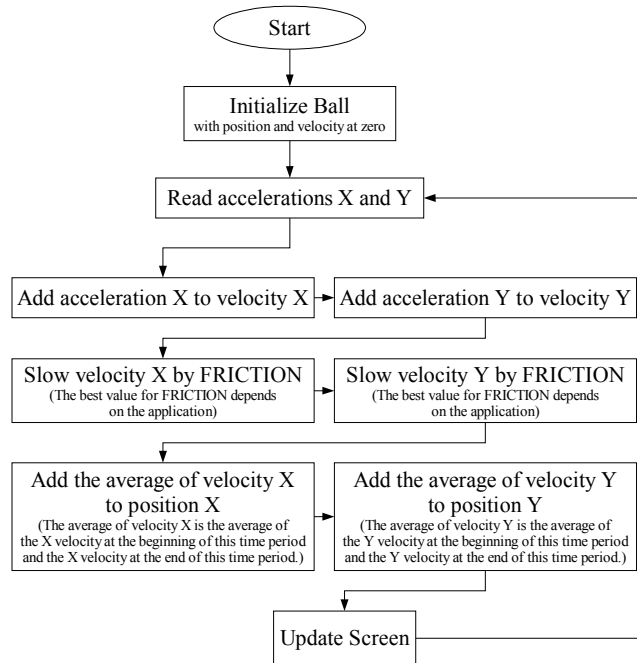 Start
Initialize Ball
with position and velocity at zero
Read accelerations X and Y
Add acceleration X to velocity X
Add acceleration Y to velocity Y
Slow velocity X by FRICTION
(The best value for FRICTION depends
on the application)
Slow velocity Y by FRICTION
(The best value for FRICTION depends
on the application)
Add the average of velocity X
to position X
(The average of velocity X is the average of
the X velocity at the beginning of this time period
and the X velocity at the end of this time period.)
Add the average of velocity Y
to position Y
(The average of velocity Y is the average of
the Y velocity at the beginning of this time period
and the Y velocity at the end of this time period.)
Update Screen